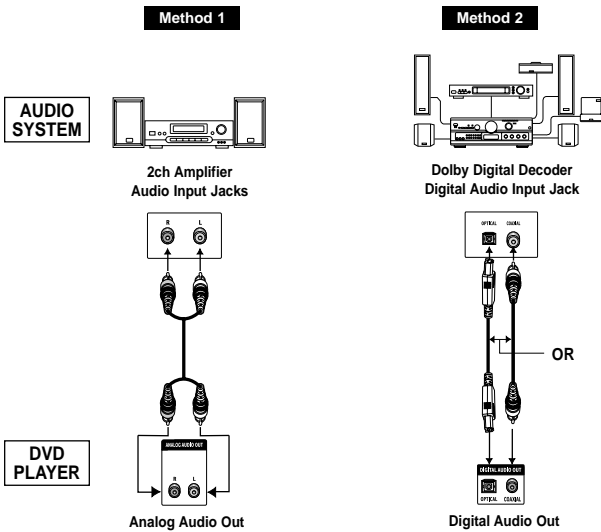 Method 1
Method 2
AUDIO
SYSTEM
2ch Amplifier
Audio Input Jacks
Dolby Digital Decoder
Digital Audio Input Jack
R L
OPTICAL COAXIAL
OR
DVD
PLAYER
ANALOG AUDIO OUT
R L
DIGITAL AUDIO OUT
OPTICAL COAXIAL
Analog Audio Out
Digital Audio Out